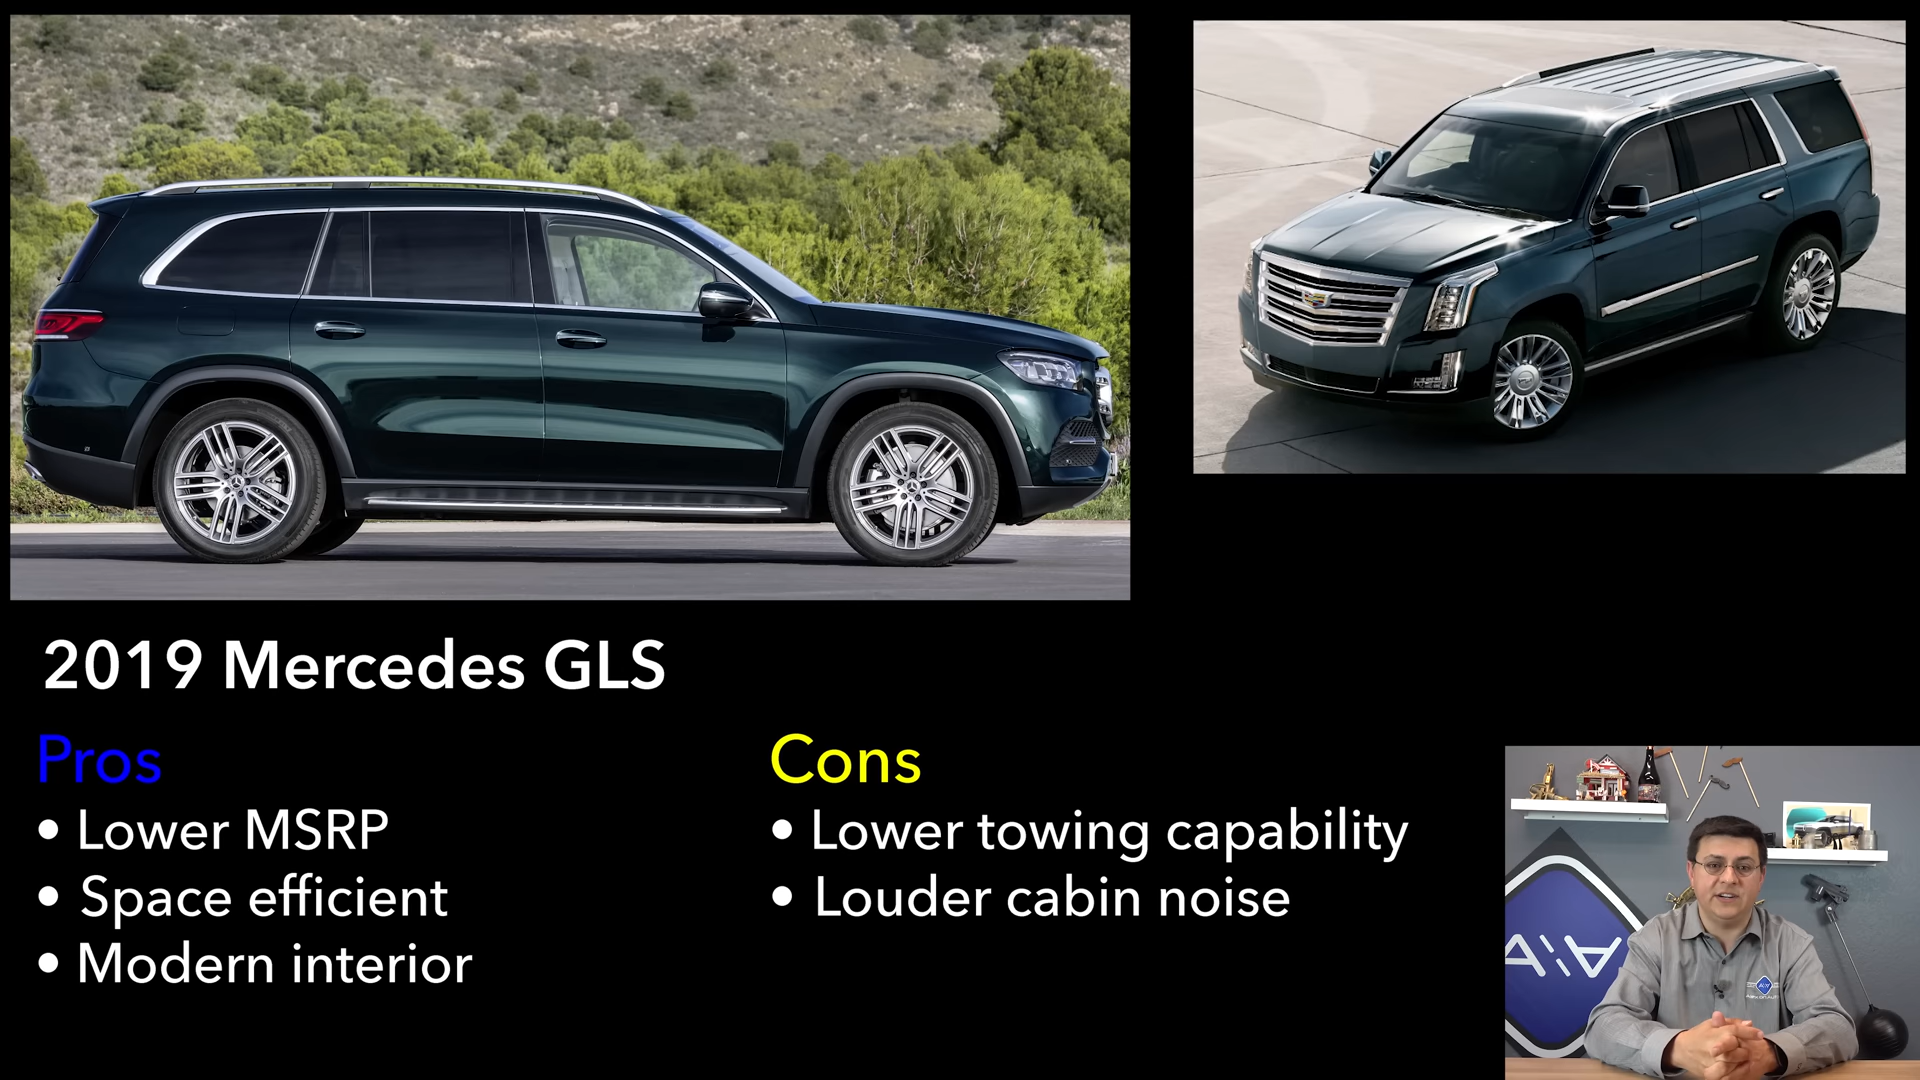 2019 Mercedes GLS
Pros
• Lower MSRP
• Space efficient
• Modern interior
Cons
• Lower towing capability
• Louder cabin noise